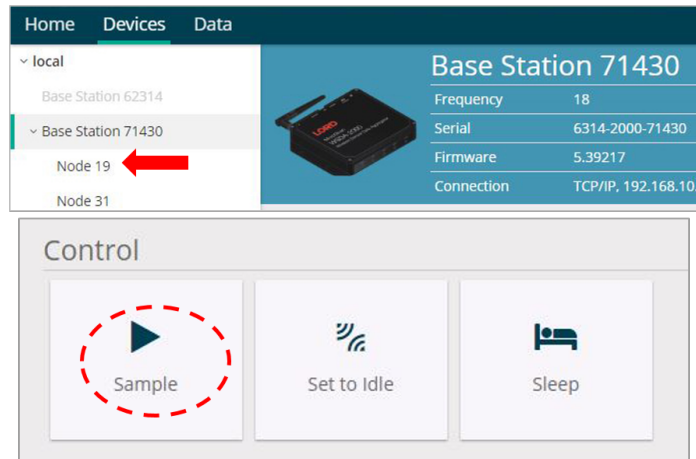 Home Devices Data
local
Base Station 62314
Base Station 71430
Node 19
Node 31
LORD
Base Station 71430
Frequency 18
Serial 6314-2000-71430
Firmware 5.39217
Connection TCP/IP, 192.168.10.
Control
Sample Set to Idle Sleep